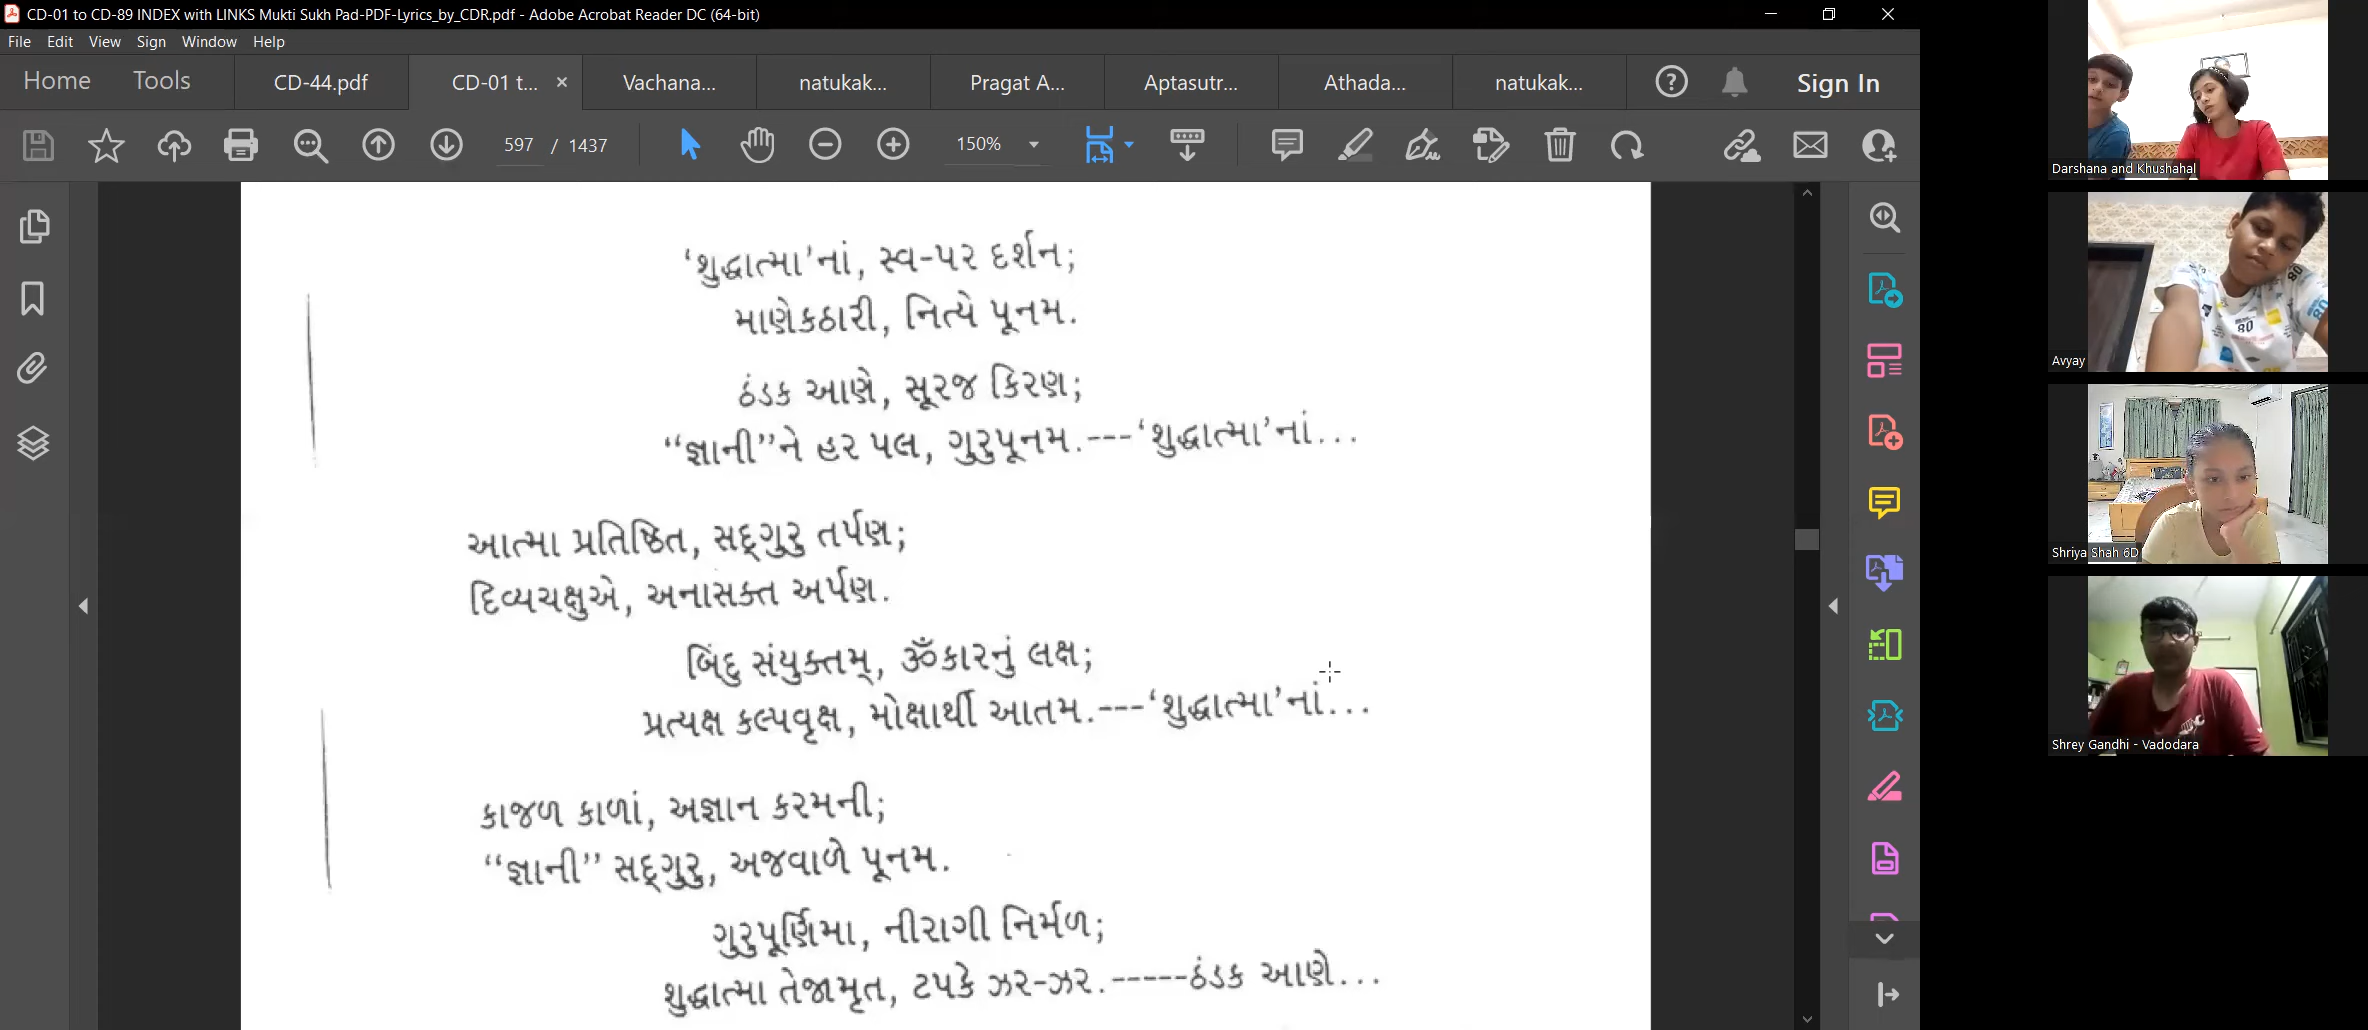 CD-01 to CD-89 INDEX with LINKS Mukti Sukh Pad-PDF-Lyrics_by_CDR.pdf - Adobe Acrobat Reader DC (64-bit)
File Edit View Sign Window Help
Home Tools CD-44.pdf CD-01 t... × Vachana... natukak... Pragat A... Aptasutr... Athada... natukak... Sign In
597 / 1437 150%
‘શુદ્ધાત્મા’નાં, સ્વ-પર દર્શન;
માણેકઠારી, નિત્યે પૂનમ.
ઠંડક આણે, સૂરજ કિરણ;
“જ્ઞાની”ને હર પલ, ગુરુપૂનમ.---‘શુદ્ધાત્મા’નાં...
આત્મા પ્રતિષ્ઠિત, સદ્‌ગુરુ તર્પણ;
દિવ્યચક્ષુએ, અનાસક્ત અર્પણ.
બિંદુ સંયુક્તમ્, ૐકારનું લક્ષ;
પ્રત્યક્ષ કલ્પવૃક્ષ, મોક્ષાર્થી આતમ.---‘શુદ્ધાત્મા’નાં...
કાજળ કાળાં, અજ્ઞાન કરમની;
“જ્ઞાની” સદ્‌ગુરુ, અજવાળે પૂનમ.
ગુરુપૂર્ણિમા, નીરાગી નિર્મળ;
શુદ્ધાત્મા તેજામૃત, ટપકે ઝર-ઝર.-----ઠંડક આણે...
Darshana and Khushahal
80
80
80
Avyay
Shriya Shah 6D
Shrey Gandhi - Vadodara